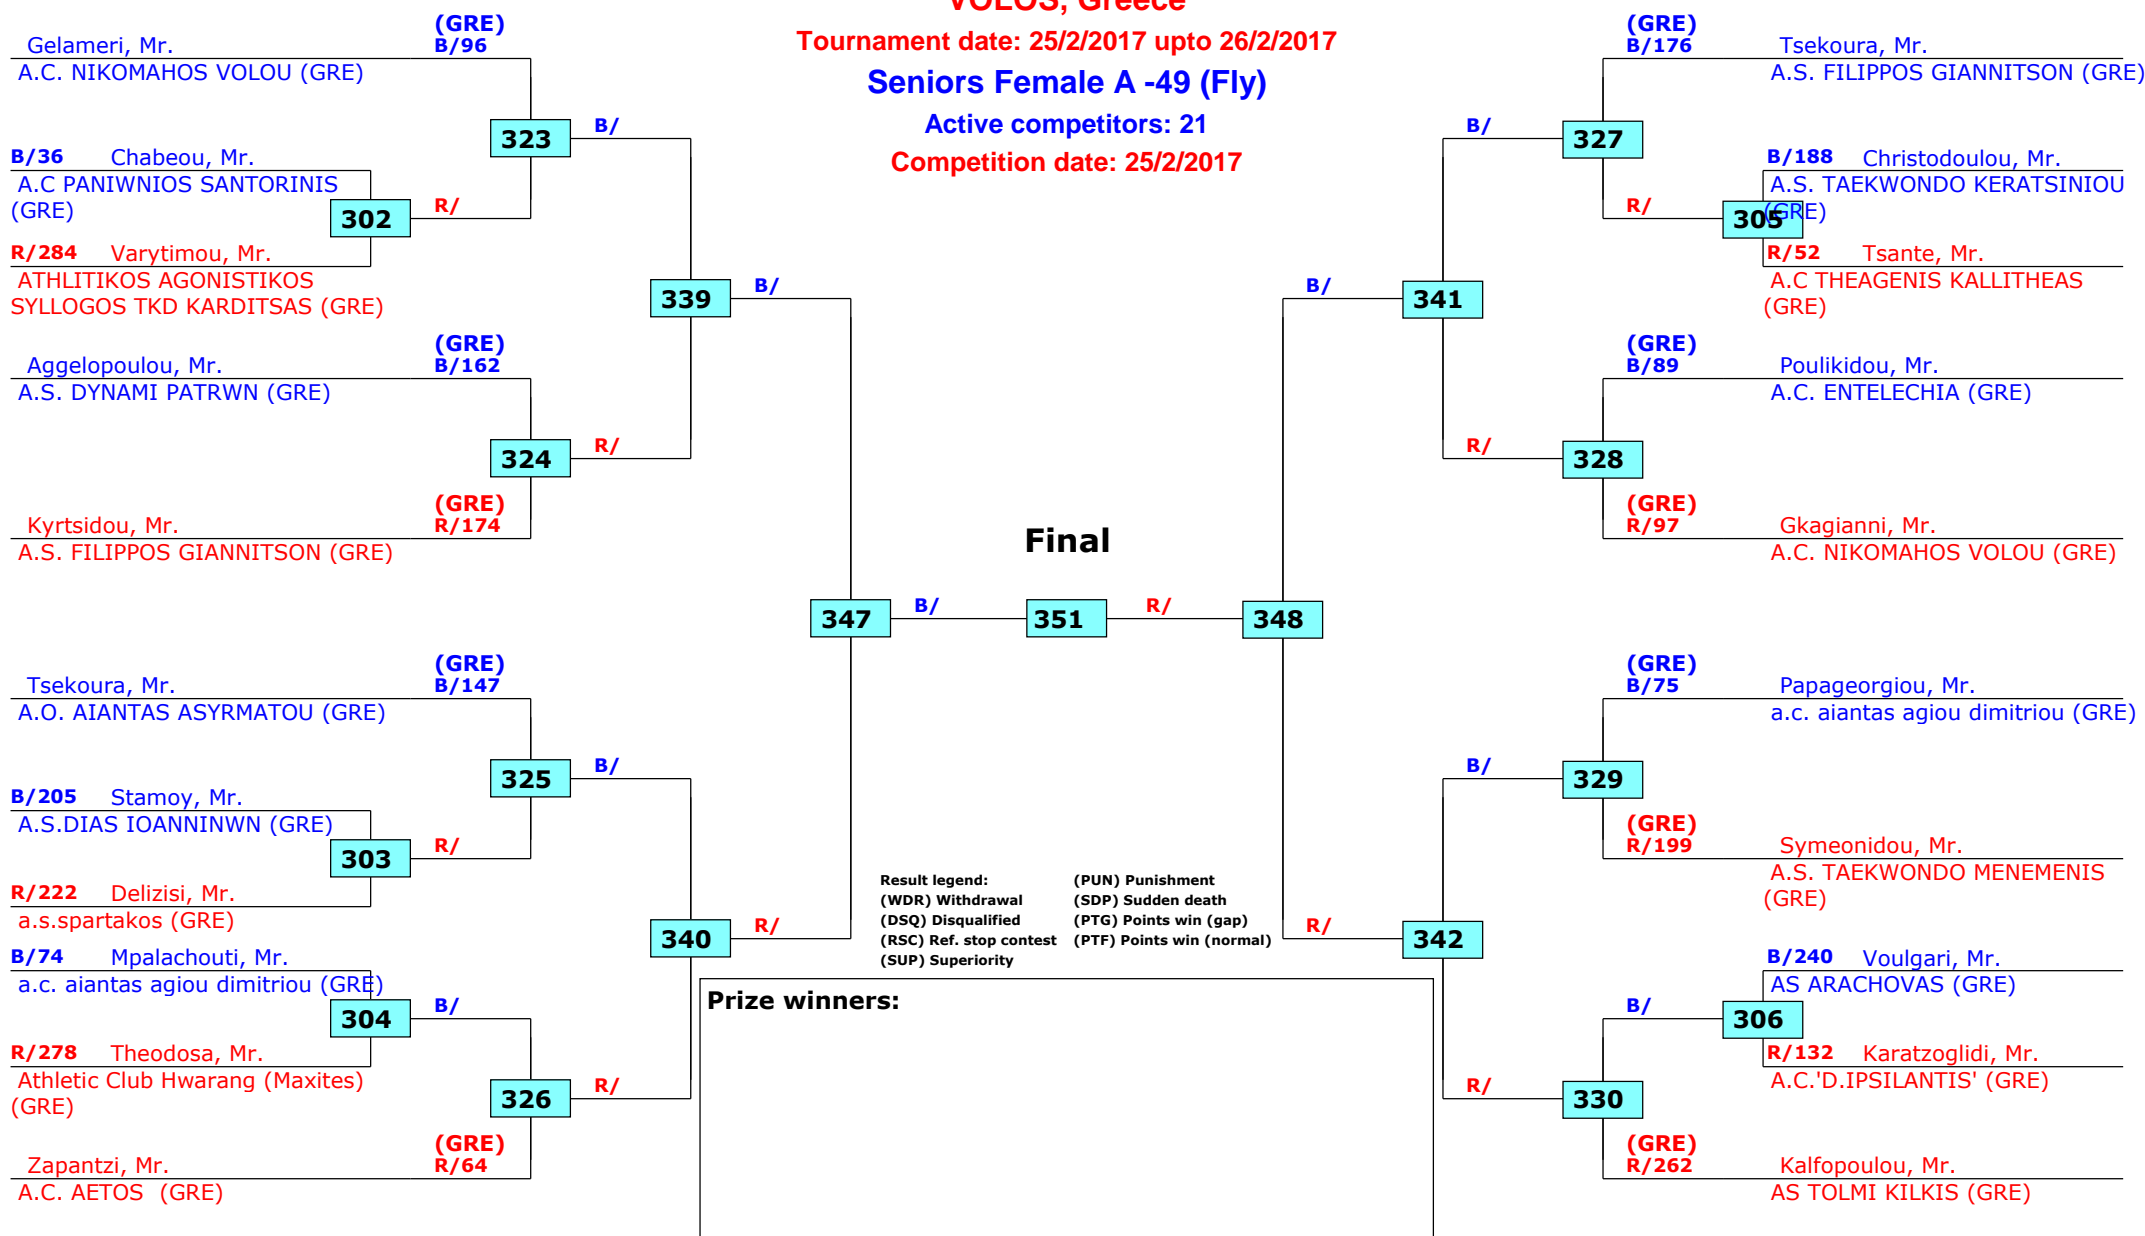 VOLOS, Greece
Tournament date: 25/2/2017 upto 26/2/2017
Seniors Female A -49 (Fly)
Active competitors: 21
Competition date: 25/2/2017
(GRE)
Gelameri, Mr. B/96
A.C. NIKOMAHOS VOLOU (GRE)
323
B/
B/36 Chabeou, Mr.
A.C PANIWNIOS SANTORINIS
(GRE)
302
R/
R/284 Varytimou, Mr.
ATHLITIKOS AGONISTIKOS
SYLLOGOS TKD KARDITSAS (GRE)
339
B/
(GRE)
Aggelopoulou, Mr. B/162
A.S. DYNAMI PATRWN (GRE)
324
R/
(GRE)
Kyrtsidou, Mr. R/174
A.S. FILIPPOS GIANNITSON (GRE)
347
B/
(GRE)
Tsekoura, Mr. B/147
A.O. AIANTAS ASYRMATOU (GRE)
325
B/
B/205 Stamoy, Mr.
A.S.DIAS IOANNINWN (GRE)
303
R/
R/222 Delizisi, Mr.
a.s.spartakos (GRE)
340
R/
B/74 Mpalachouti, Mr.
a.c. aiantas agiou dimitriou (GRE)
304
B/
R/278 Theodosa, Mr.
Athletic Club Hwarang (Maxites)
(GRE)
326
R/
(GRE)
Zapantzi, Mr. R/64
A.C. AETOS (GRE)
Final
351
R/
348
(GRE)
B/176 Tsekoura, Mr.
A.S. FILIPPOS GIANNITSON (GRE)
B/
327
B/188 Christodoulou, Mr.
A.S. TAEKWONDO KERATSINIOU
(GRE)
R/
305
R/52 Tsante, Mr.
A.C THEAGENIS KALLITHEAS
(GRE)
B/
341
(GRE)
B/89 Poulikidou, Mr.
A.C. ENTELECHIA (GRE)
R/
328
(GRE)
R/97 Gkagianni, Mr.
A.C. NIKOMAHOS VOLOU (GRE)
(GRE)
B/75 Papageorgiou, Mr.
a.c. aiantas agiou dimitriou (GRE)
B/
329
(GRE)
R/199 Symeonidou, Mr.
A.S. TAEKWONDO MENEMENIS
(GRE)
R/
342
B/240 Voulgari, Mr.
AS ARACHOVAS (GRE)
B/
306
R/132 Karatzoglidi, Mr.
A.C.'D.IPSILANTIS' (GRE)
R/
330
(GRE)
R/262 Kalfopoulou, Mr.
AS TOLMI KILKIS (GRE)
Result legend: (PUN) Punishment
(WDR) Withdrawal (SDP) Sudden death
(DSQ) Disqualified (PTG) Points win (gap)
(RSC) Ref. stop contest (PTF) Points win (normal)
(SUP) Superiority
Prize winners: